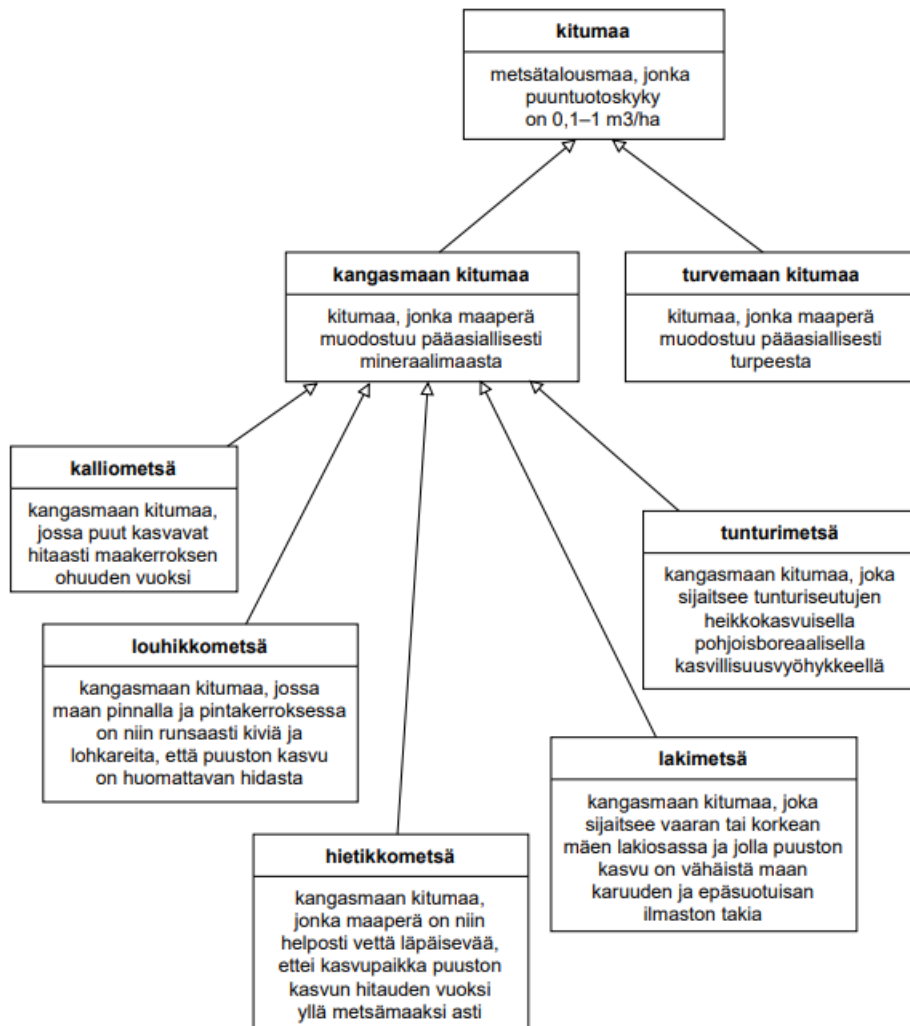 kitumaa
metsätalousmaa, jonka
puuntuotoskyky
on 0,1–1 m3/ha
kangasmaan kitumaa
kitumaa, jonka maaperä
muodostuu pääasiallisesti
mineraalimaasta
turvemaan kitumaa
kitumaa, jonka maaperä
muodostuu pääasiallisesti
turpeesta
kalliometsä
kangasmaan kitumaa,
jossa puut kasvavat
hitaasti maakerroksen
ohuuden vuoksi
tunturimetsä
kangasmaan kitumaa, joka
sijaitsee tunturiseutujen
heikkokasvuisella
pohjoisboreaalisella
kasvillisuusvyöhykkeellä
louhikkometsä
kangasmaan kitumaa, jossa
maan pinnalla ja pintakerroksessa
on niin runsaasti kiviä ja
lohkareita, että puuston kasvu
on huomattavan hidasta
lakimetsä
kangasmaan kitumaa, joka
sijaitsee vaaran tai korkean
mäen lakiosassa ja jolla puuston
kasvu on vähäistä maan
karuuden ja epäsuotuisan
ilmaston takia
hietikkometsä
kangasmaan kitumaa,
jonka maaperä on niin
helposti vettä läpäisevää,
ettei kasvupaikka puuston
kasvun hitauden vuoksi
yllä metsämaaksi asti